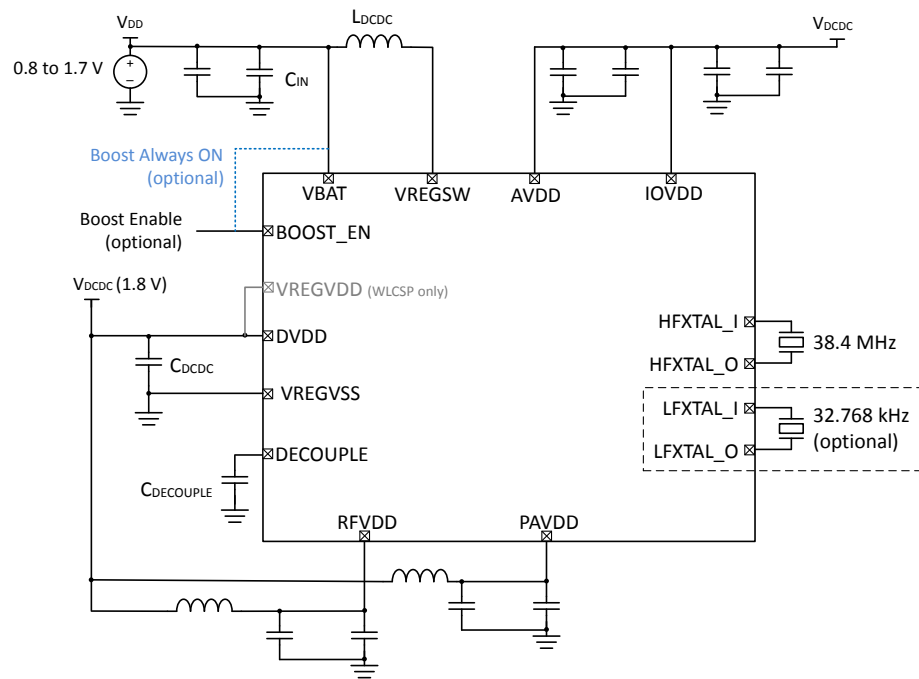 VDD
LDCDC
VDCDC
0.8 to 1.7 V
+
–
CIN
Boost Always ON
(optional)
VBAT
VREGSW
AVDD
IOVDD
Boost Enable
(optional)
BOOST_EN
VDCDC (1.8 V)
VREGVDD (WLCSP only)
DVDD
CDCDC
VREGVSS
DECOUPLE
CDECOUPLE
HFXTAL_I
HFXTAL_O
38.4 MHz
LFXTAL_I
LFXTAL_O
32.768 kHz
(optional)
RFVDD
PAVDD